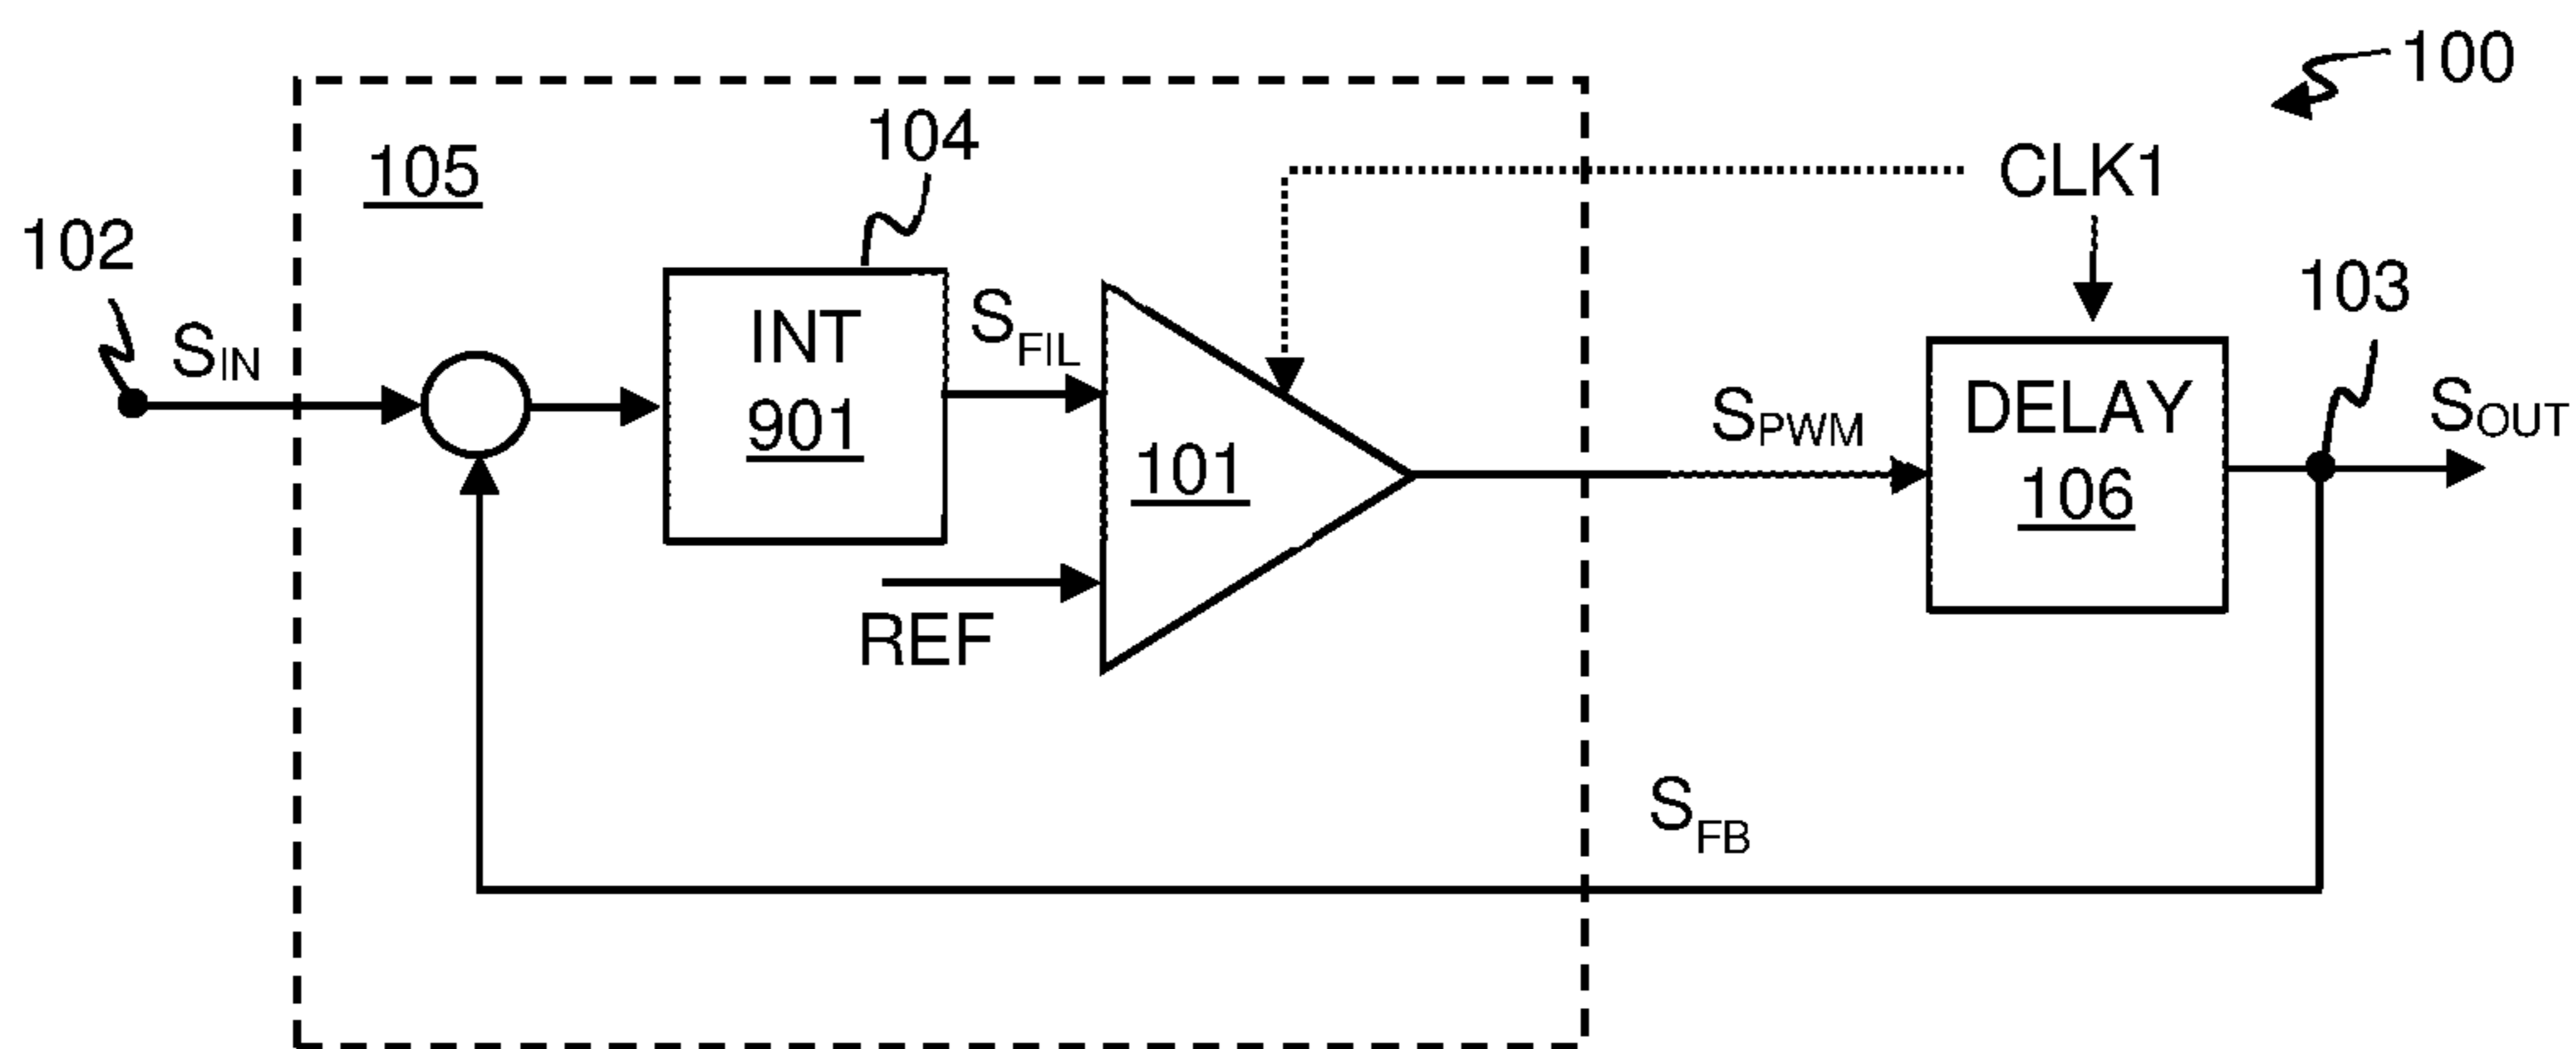 100
CLK1
104
105
102
103
S_IN
INT
901
S_FIL
101
REF
S_PWM
DELAY
106
S_OUT
S_FB